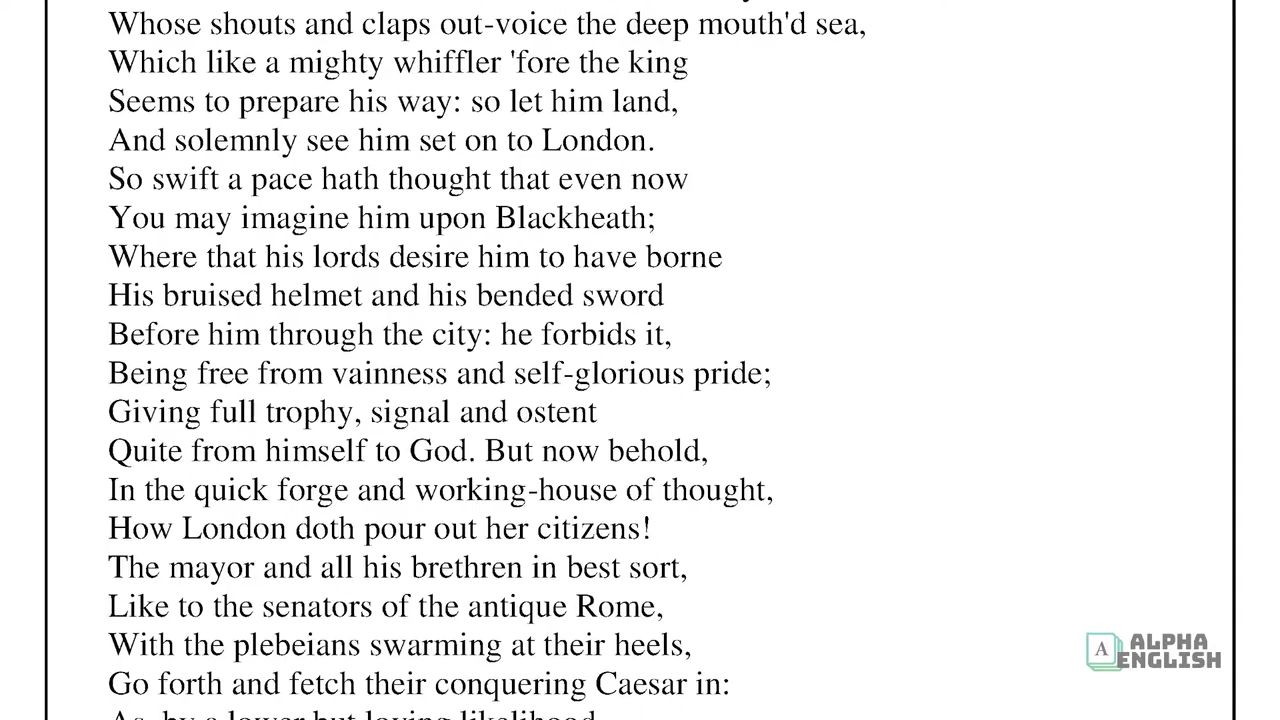 Whose shouts and claps out-voice the deep mouth'd sea,
Which like a mighty whiffler 'fore the king
Seems to prepare his way: so let him land,
And solemnly see him set on to London.
So swift a pace hath thought that even now
You may imagine him upon Blackheath;
Where that his lords desire him to have borne
His bruised helmet and his bended sword
Before him through the city: he forbids it,
Being free from vainness and self-glorious pride;
Giving full trophy, signal and ostent
Quite from himself to God. But now behold,
In the quick forge and working-house of thought,
How London doth pour out her citizens!
The mayor and all his brethren in best sort,
Like to the senators of the antique Rome,
With the plebeians swarming at their heels,
Go forth and fetch their conquering Caesar in:
As, by a lower but loving likelihood,
A ALPHA
ENGLISH